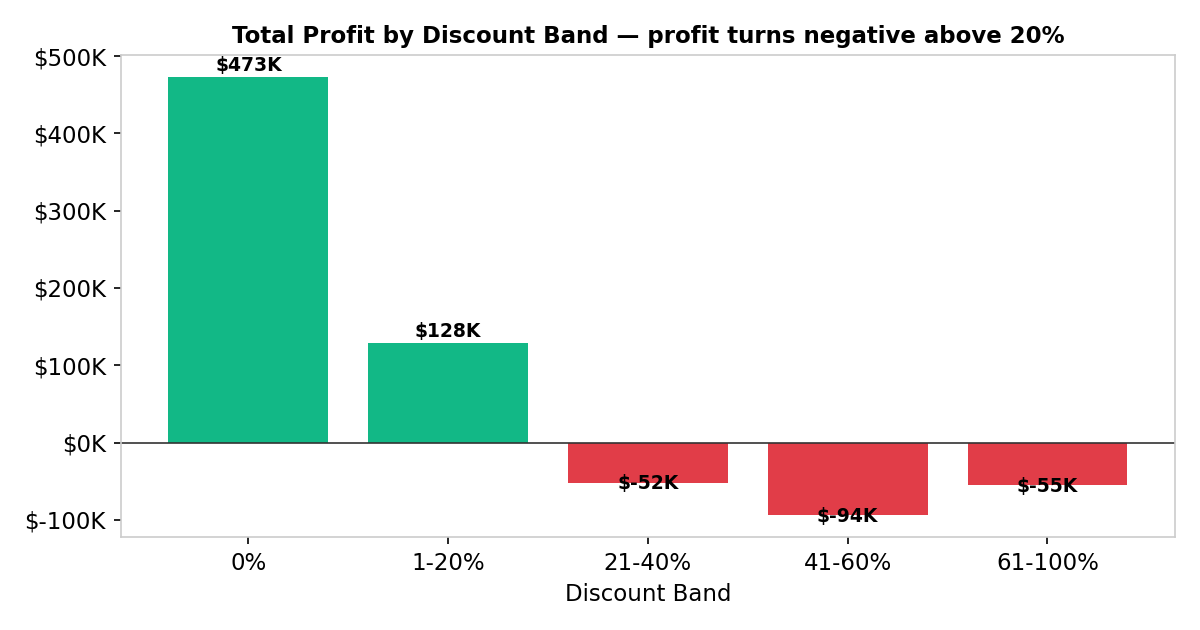 Total Profit by Discount Band — profit turns negative above 20%
$500K
$473K
$400K
$300K
$200K
$128K
$100K
$0K
$-52K
$-55K
$-94K
$-100K
0%
1-20%
21-40%
41-60%
61-100%
Discount Band